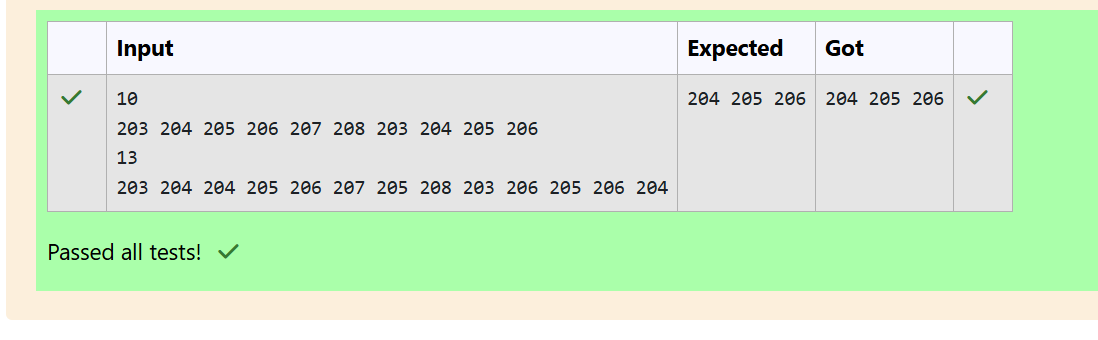 Input Expected Got
10 204 205 206 204 205 206
203 204 205 206 207 208 203 204 205 206
13
203 204 204 205 206 207 205 208 203 206 205 206 204
Passed all tests!